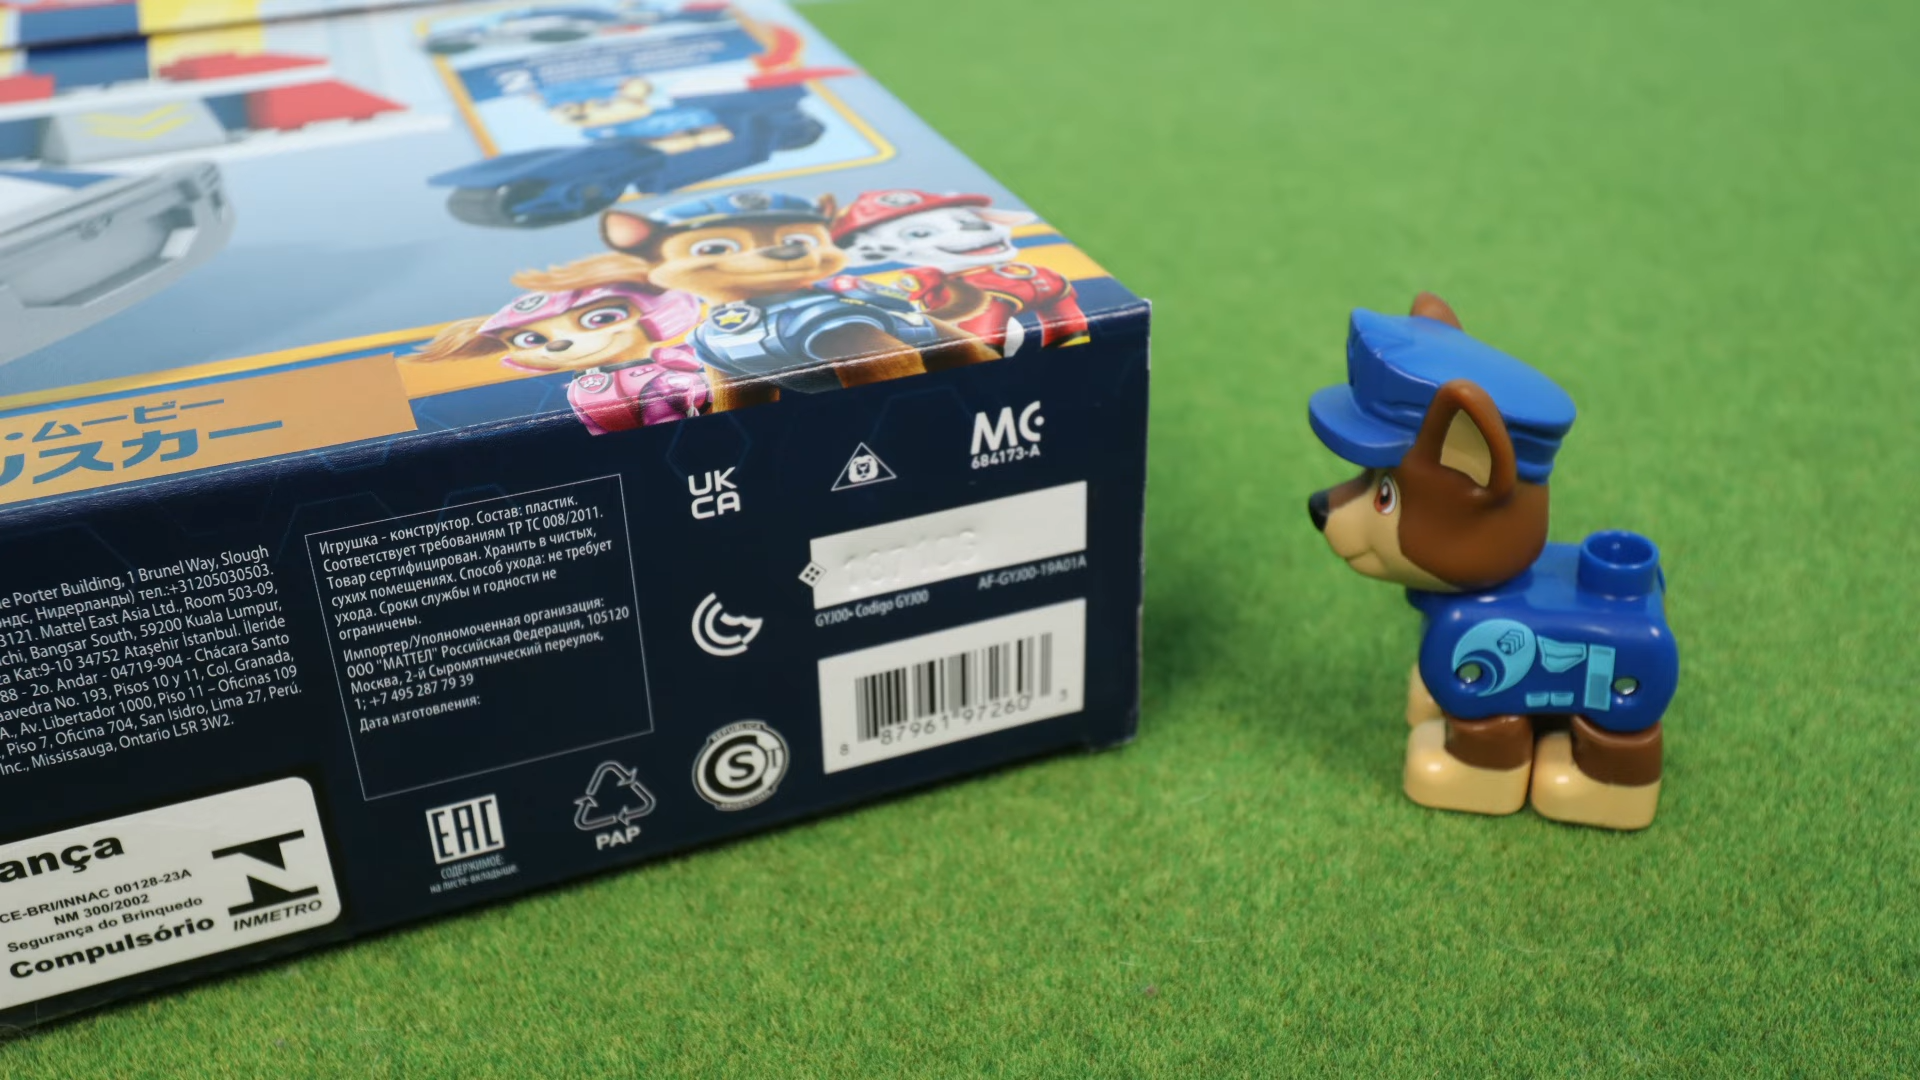 ・ムービー
リスカー
e Porter Building, 1 Brunel Way, Slough
ондс, Нидерланды) тел.:+31205030503.
3121. Mattel East Asia Ltd., Room 503-09,
chi, Bangsar South, 59200 Kuala Lumpur,
za Kat:9-10 34752 Ataşehir İstanbul. İleride
88 - 2o. Andar - 04719-904 - Chácara Santo
aavedra No. 193, Pisos 10 y 11, Col. Granada,
A., Av. Libertador 1000, Piso 11 – Oficinas 109
, Piso 7, Oficina 704, San Isidro, Lima 27, Perú.
Inc., Mississauga, Ontario L5R 3W2.
Игрушка - конструктор. Состав: пластик.
Соответствует требованиям ТР ТС 008/2011.
Товар сертифицирован. Хранить в чистых,
сухих помещениях. Способ ухода: не требует
ухода. Сроки службы и годности не
ограничены.
Импортер/Уполномоченная организация:
ООО "МАТТЕЛ" Российская Федерация, 105120
Москва, 2-й Сыромятнический переулок,
1; +7 495 287 79 39
Дата изготовления:
UK
CA
MC
684173-A
AF-GYJ00-19A01A
GYJ00• Codigo GYJ00
8 87961 97260 3
S
EAC
СОДЕРЖИМОЕ:
на листе-вкладыше.
PAP
ança
CE-BRI/INNAC 00128-23A
NM 300/2002
Segurança do Brinquedo
Compulsório
INMETRO